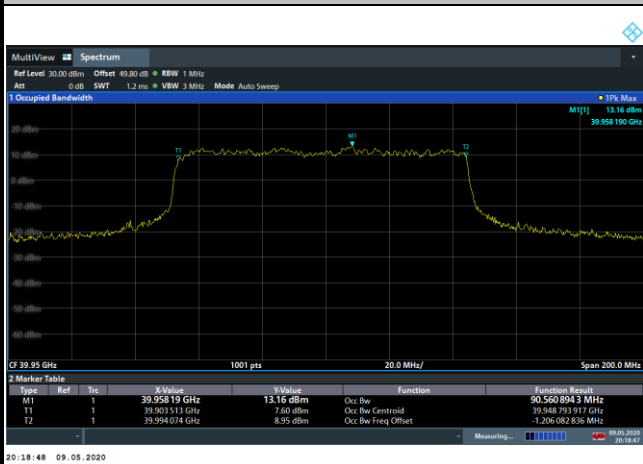 MultiView Spectrum
Ref Level 30.00 dBm Offset 49.80 dB RBW 1 MHz
Att 0 dB SWT 1.2 ms VBW 3 MHz Mode Auto Sweep
1 Occupied Bandwidth 1Pk Max
M1[1] 13.16 dBm
39.958 190 GHz
20 dBm
M1
T1 T2
10 dBm
0 dBm
-10 dBm
-20 dBm
-40 dBm
-50 dBm
-60 dBm
CF 39.95 GHz 1001 pts 20.0 MHz/ Span 200.0 MHz
2 Marker Table
Type Ref Trc X-Value Y-Value Function Function Result
M1 1 39.95819 GHz 13.16 dBm Occ Bw 90.560 894 3 MHz
T1 1 39.903 513 GHz 7.60 dBm Occ Bw Centroid 39.948 793 917 GHz
T2 1 39.994 074 GHz 8.95 dBm Occ Bw Freq Offset -1.206 082 836 MHz
Measuring... 09.05.2020
20:18:47
20:18:48 09.05.2020